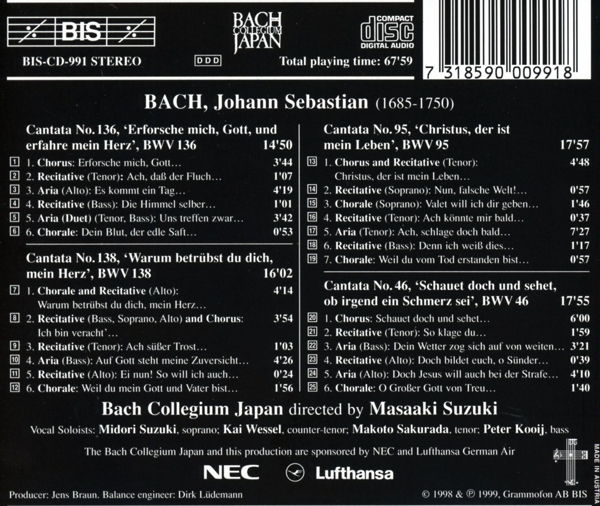 BIS
BIS-CD-991 STEREO
BACH
COLLEGIUM
JAPAN
D D D
COMPACT
disc
DIGITAL AUDIO
Total playing time: 67'59
7 318590 009918
BACH, Johann Sebastian (1685-1750)
Cantata No. 136, ‘Erforsche mich, Gott, und
erfahre mein Herz’, BWV 136 14'50
1 1. Chorus: Erforsche mich, Gott… 3'44
2 2. Recitative (Tenor): Ach, daß der Fluch… 1'07
3 3. Aria (Alto): Es kommt ein Tag… 4'19
4 4. Recitative (Bass): Die Himmel selber… 1'01
5 5. Aria (Duet) (Tenor, Bass): Uns treffen zwar… 3'42
6 6. Chorale: Dein Blut, der edle Saft… 0'53
Cantata No. 138, ‘Warum betrübst du dich,
mein Herz’, BWV 138 16'02
7 1. Chorale and Recitative (Alto): 4'14
Warum betrübst du dich, mein Herz…
8 2. Recitative (Bass, Soprano, Alto) and Chorus: 3'54
Ich bin veracht’…
9 3. Recitative (Tenor): Ach süßer Trost… 1'03
10 4. Aria (Bass): Auf Gott steht meine Zuversicht… 4'26
11 5. Recitative (Alto): Ei nun! So will ich auch… 0'24
12 6. Chorale: Weil du mein Gott und Vater bist… 1'56
Cantata No. 95, ‘Christus, der ist
mein Leben’, BWV 95 17'57
13 1. Chorus and Recitative (Tenor): 4'48
Christus, der ist mein Leben…
14 2. Recitative (Soprano): Nun, falsche Welt!… 0'57
15 3. Chorale (Soprano): Valet will ich dir geben… 1'46
16 4. Recitative (Tenor): Ach könnte mir bald… 0'37
17 5. Aria (Tenor): Ach, schlage doch bald… 7'27
18 6. Recitative (Bass): Denn ich weiß dies… 1'17
19 7. Chorale: Weil du vom Tod erstanden bist… 0'57
Cantata No. 46, ‘Schauet doch und sehet,
ob irgend ein Schmerz sei’, BWV 46 17'55
20 1. Chorus: Schauet doch und sehet… 6'00
21 2. Recitative (Tenor): So klage du… 1'59
22 3. Aria (Bass): Dein Wetter zog sich auf von weiten… 3'21
23 4. Recitative (Alto): Doch bildet euch, o Sünder… 0'39
24 5. Aria (Alto): Doch Jesus will auch bei der Strafe… 4'10
25 6. Chorale: O Großer Gott von Treu… 1'40
Bach Collegium Japan directed by Masaaki Suzuki
Vocal Soloists: Midori Suzuki, soprano; Kai Wessel, counter-tenor; Makoto Sakurada, tenor; Peter Kooij, bass
The Bach Collegium Japan and this production are sponsored by NEC and Lufthansa German Air
NEC Lufthansa
MADE IN AUSTRIA
Producer: Jens Braun. Balance engineer: Dirk Lüdemann
© 1998 & ℗ 1999, Grammofon AB BIS